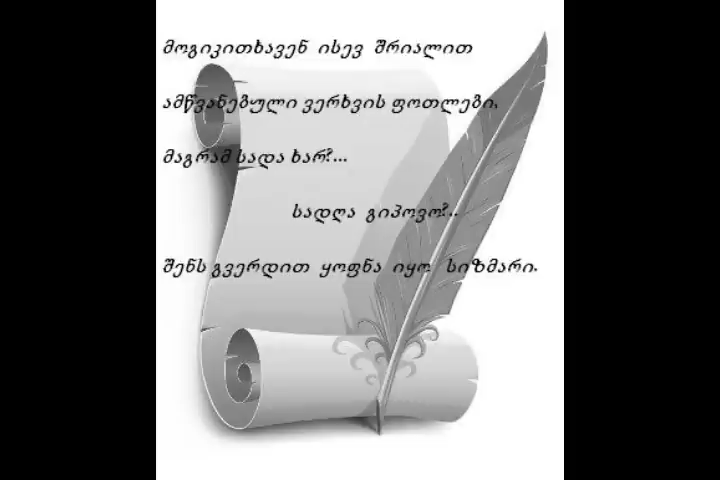 მოგიკითხავენ ისევ შრიალით
ამწვანებული ვერხვის ფოთლები,
მაგრამ სადა ხარ?...
სადღა გიპოვო?..
შენს გვერდით ყოფნა იყო სიზმარი.